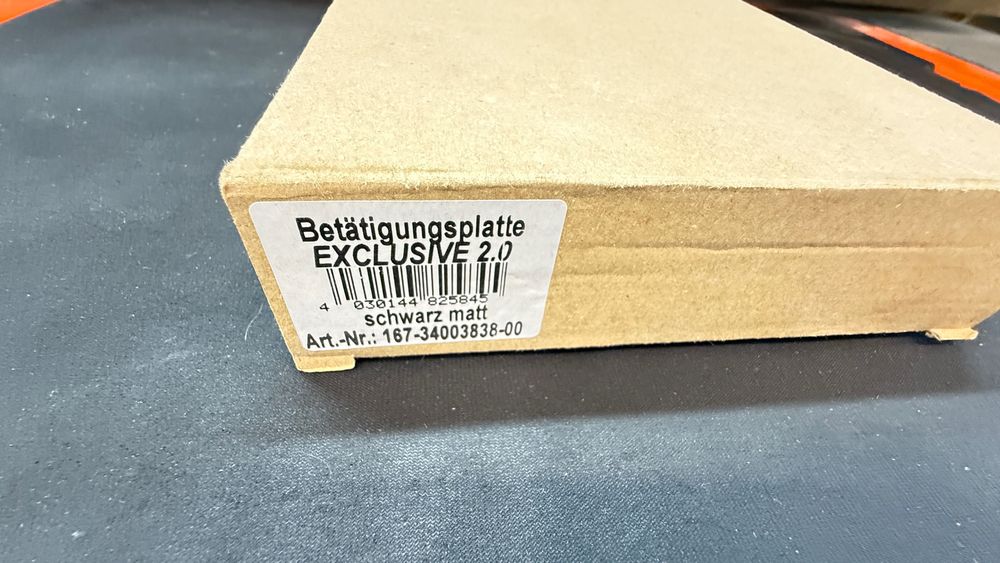 Betätigungsplatte
EXCLUSIVE 2.0
4 030144 825845
schwarz matt
Art.-Nr.: 167-34003838-00